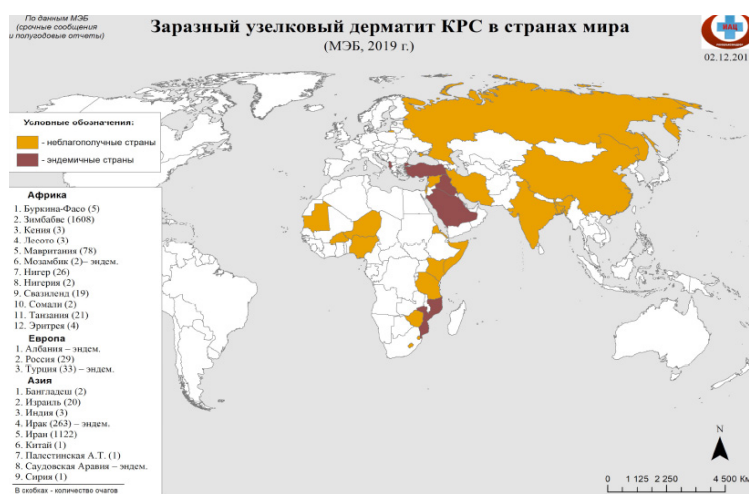 По данным МЭБ
(срочные сообщения
и полугодовые отчеты)
Заразный узелковый дерматит КРС в странах мира
(МЭБ, 2019 г.)
ИАЦ
02.12.201
Условные обозначения:
- неблагополучные страны
- эндемичные страны
Африка
1. Буркина-Фасо (5)
2. Зимбабве (1608)
3. Кения (3)
4. Лесото (3)
5. Мавритания (78)
6. Мозамбик (2)– эндем.
7. Нигер (26)
8. Нигерия (2)
9. Свазиленд (19)
10. Сомали (2)
11. Танзания (21)
12. Эритрея (4)
Европа
1. Албания – эндем.
2. Россия (29)
3. Турция (33) – эндем.
Азия
1. Бангладеш (2)
2. Израиль (20)
3. Индия (3)
4. Ирак (263) – эндем.
5. Иран (1122)
6. Китай (1)
7. Палестинская А.Т. (1)
8. Саудовская Аравия – эндем.
9. Сирия (1)
В скобках - количество очагов
N
0 1 125 2 250 4 500 Км